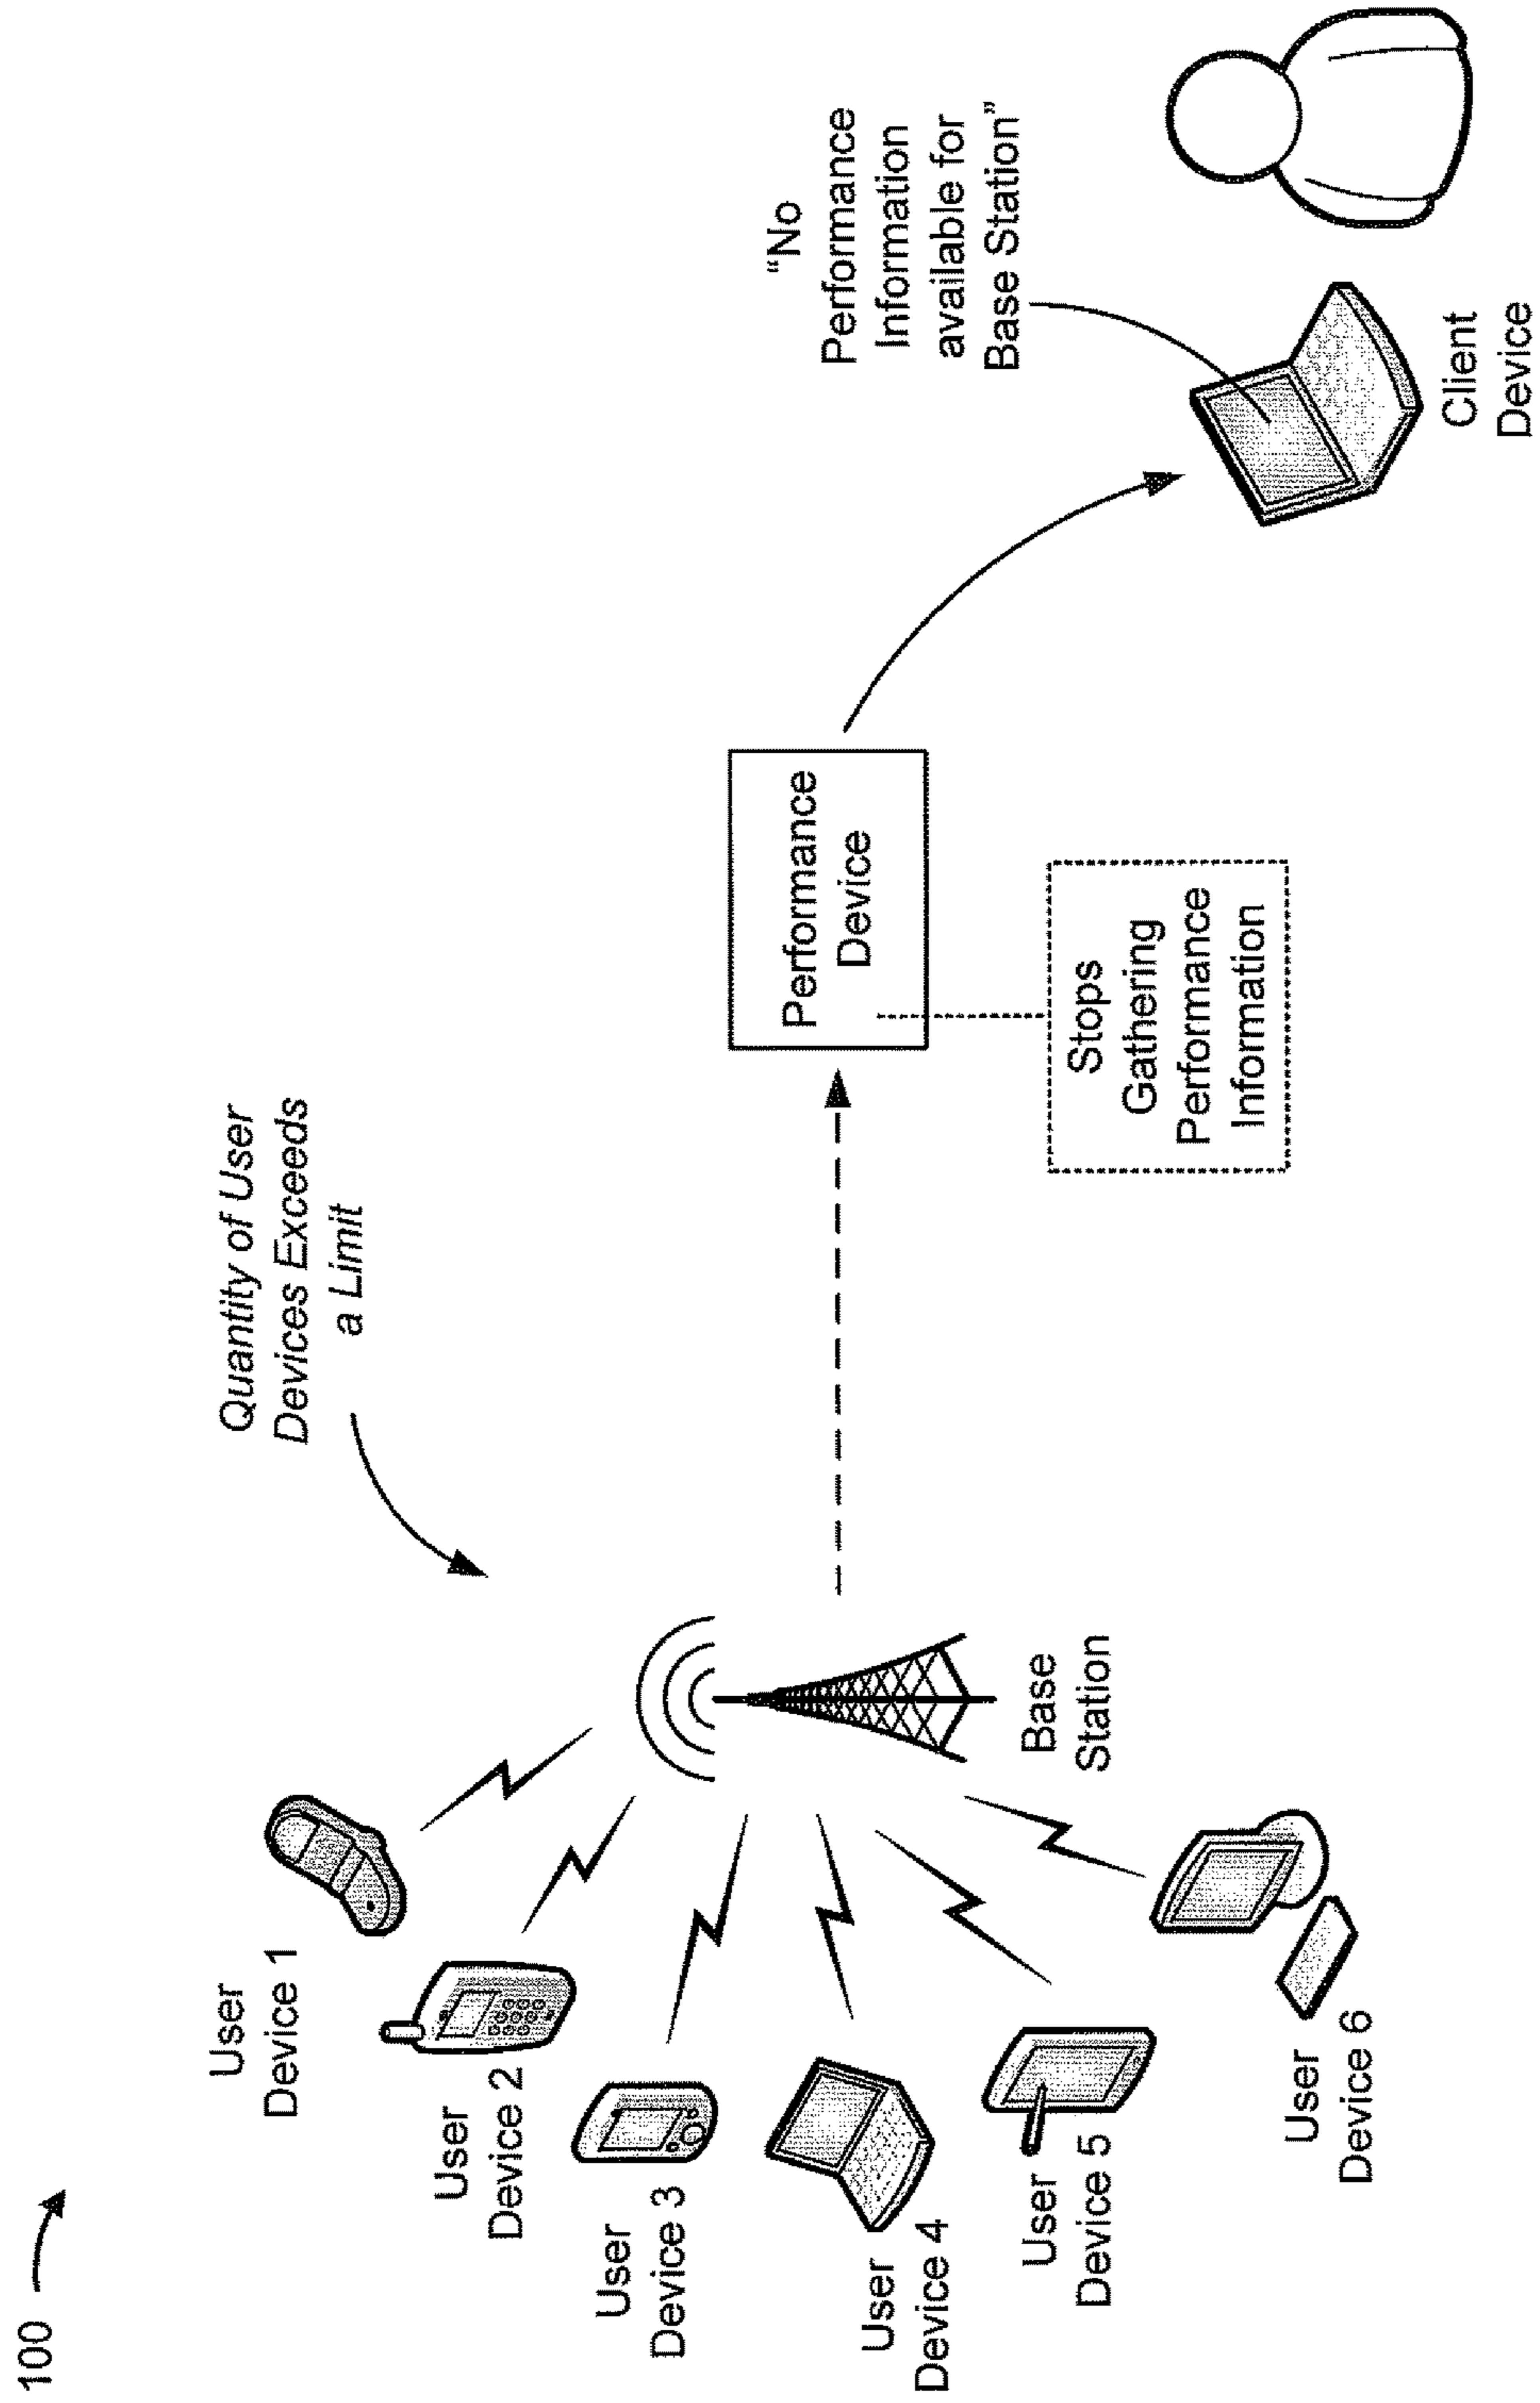 100
User
Device 1
User
Device 2
User
Device 3
User
Device 4
User
Device 5
User
Device 6
Quantity of User
Devices Exceeds
a Limit
Base
Station
Performance
Device
Stops
Gathering
Performance
Information
“No
Performance
Information
available for
Base Station”
Client
Device